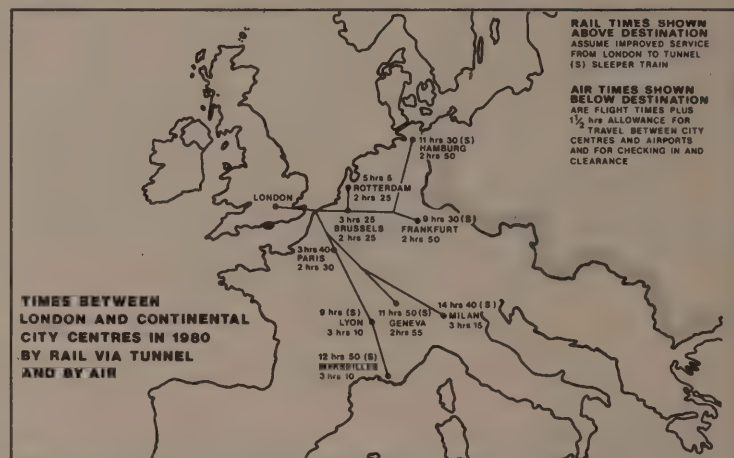 RAIL TIMES SHOWN
ABOVE DESTINATION
ASSUME IMPROVED SERVICE
FROM LONDON TO TUNNEL
(S) SLEEPER TRAIN
AIR TIMES SHOWN
BELOW DESTINATION
ARE FLIGHT TIMES PLUS
1½ hrs ALLOWANCE FOR
TRAVEL BETWEEN CITY
CENTRES AND AIRPORTS
AND FOR CHECKING IN AND
CLEARANCE
11 hrs 30 (S)
HAMBURG
2 hrs 50
5 hrs 5
ROTTERDAM
2 hrs 25
LONDON
3 hrs 25
BRUSSELS
2 hrs 25
9 hrs 30 (S)
FRANKFURT
2 hrs 50
3 hrs 40
PARIS
2 hrs 30
9 hrs (S)
LYON
3 hrs 10
11 hrs 50 (S)
GENEVA
2hrs 55
14 hrs 40 (S)
MILAN
3 hrs 15
12 hrs 50 (S)
MARSEILLES
3 hrs 10
TIMES BETWEEN
LONDON AND CONTINENTAL
CITY CENTRES IN 1980
BY RAIL VIA TUNNEL
AND BY AIR